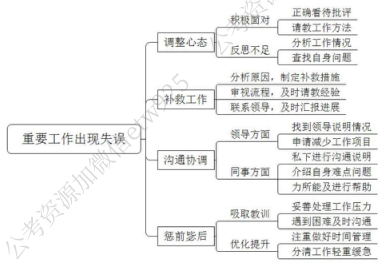 重要工作出现失误
调整心态
积极面对
正确看待批评
请教工作方法
反思不足
分析工作情况
查找自身问题
补救工作
分析原因，制定补救措施
审视流程，及时请教经验
联系领导，及时汇报进展
沟通协调
领导方面
找到领导说明情况
申请减少工作项目
同事方面
私下进行沟通说明
介绍自身难点问题
力所能及进行帮助
惩前毖后
吸取教训
妥善处理工作压力
遇到困难及时沟通
优化提升
注重做好时间管理
分清工作轻重缓急